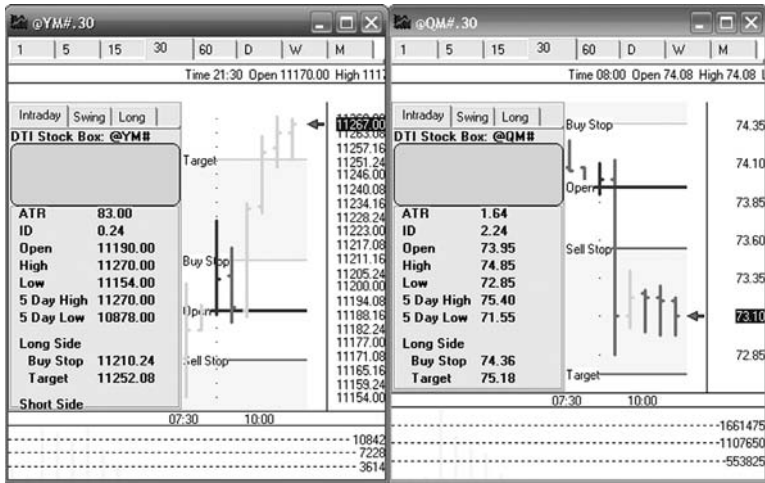 @YM#.30
1 5 15 30 60 D W M
Time 21:30 Open 11170.00 High
Intraday Swing Long
DTI Stock Box: @YM#
ATR 83.00
ID 0.24
Open 11190.00
High 11270.00
Low 11154.00
5 Day High 11270.00
5 Day Low 10878.00
Long Side
Buy Stop 11210.24
Target 11252.08
Short Side
Target
Buy Stop
Open
Sell Stop
11267.00
11263.08
11257.16
11251.24
11246.00
11240.08
11234.16
11228.24
11223.00
11217.08
11211.16
11205.24
11200.00
11194.08
11188.16
11182.24
11177.00
11171.08
11165.16
11159.24
11154.00
07:30 10:00
10842
7228
3614
@QM#.30
1 5 15 30 60 D W M
Time 08:00 Open 74.08 High 74.08
Intraday Swing Long
DTI Stock Box: @QM#
ATR 1.64
ID 2.24
Open 73.95
High 74.85
Low 72.85
5 Day High 75.40
5 Day Low 71.55
Long Side
Buy Stop 74.36
Target 75.18
Buy Stop
Open
Sell Stop
Target
74.35
74.10
73.85
73.60
73.35
73.10
72.85
07:30 10:00
1661475
1107650
553825